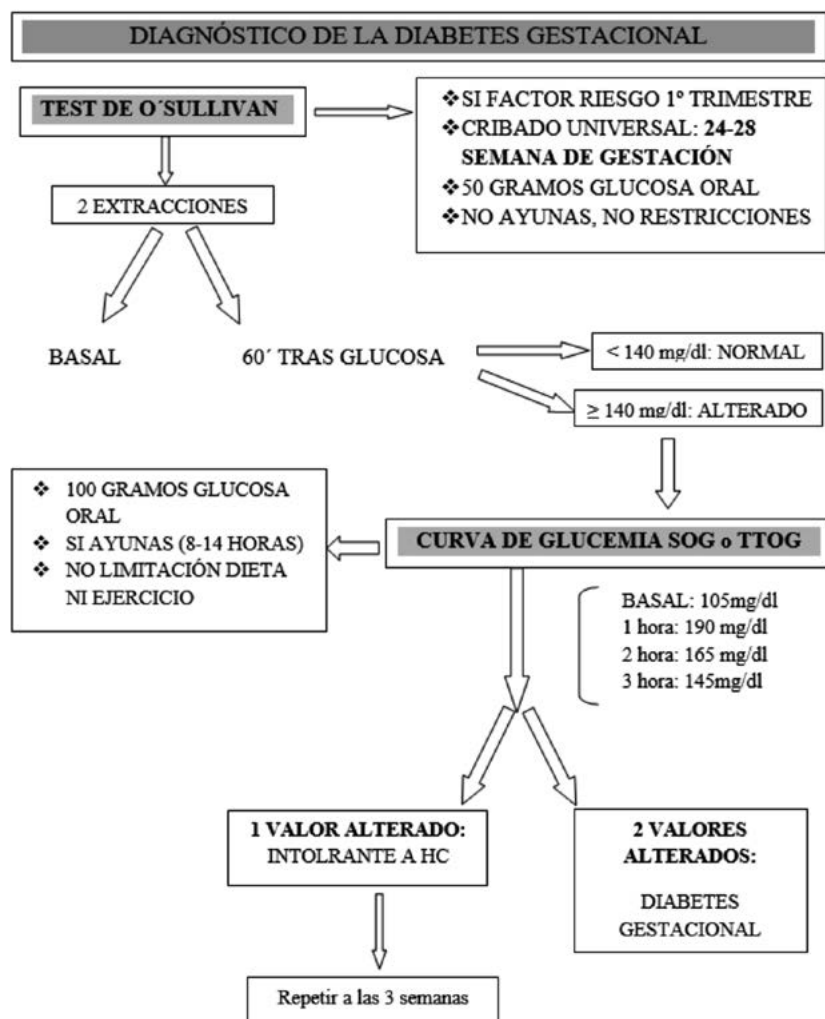 DIAGNÓSTICO DE LA DIABETES GESTACIONAL
TEST DE O´SULLIVAN
❖SI FACTOR RIESGO 1º TRIMESTRE
❖CRIBADO UNIVERSAL: 24-28
SEMANA DE GESTACIÓN
❖50 GRAMOS GLUCOSA ORAL
❖NO AYUNAS, NO RESTRICCIONES
2 EXTRACCIONES
BASAL
60´ TRAS GLUCOSA
< 140 mg/dl: NORMAL
≥ 140 mg/dl: ALTERADO
❖ 100 GRAMOS GLUCOSA
ORAL
❖ SI AYUNAS (8-14 HORAS)
❖ NO LIMITACIÓN DIETA
NI EJERCICIO
CURVA DE GLUCEMIA SOG o TTOG
BASAL: 105mg/dl
1 hora: 190 mg/dl
2 hora: 165 mg/dl
3 hora: 145mg/dl
1 VALOR ALTERADO:
INTOLRANTE A HC
2 VALORES
ALTERADOS:
DIABETES
GESTACIONAL
Repetir a las 3 semanas